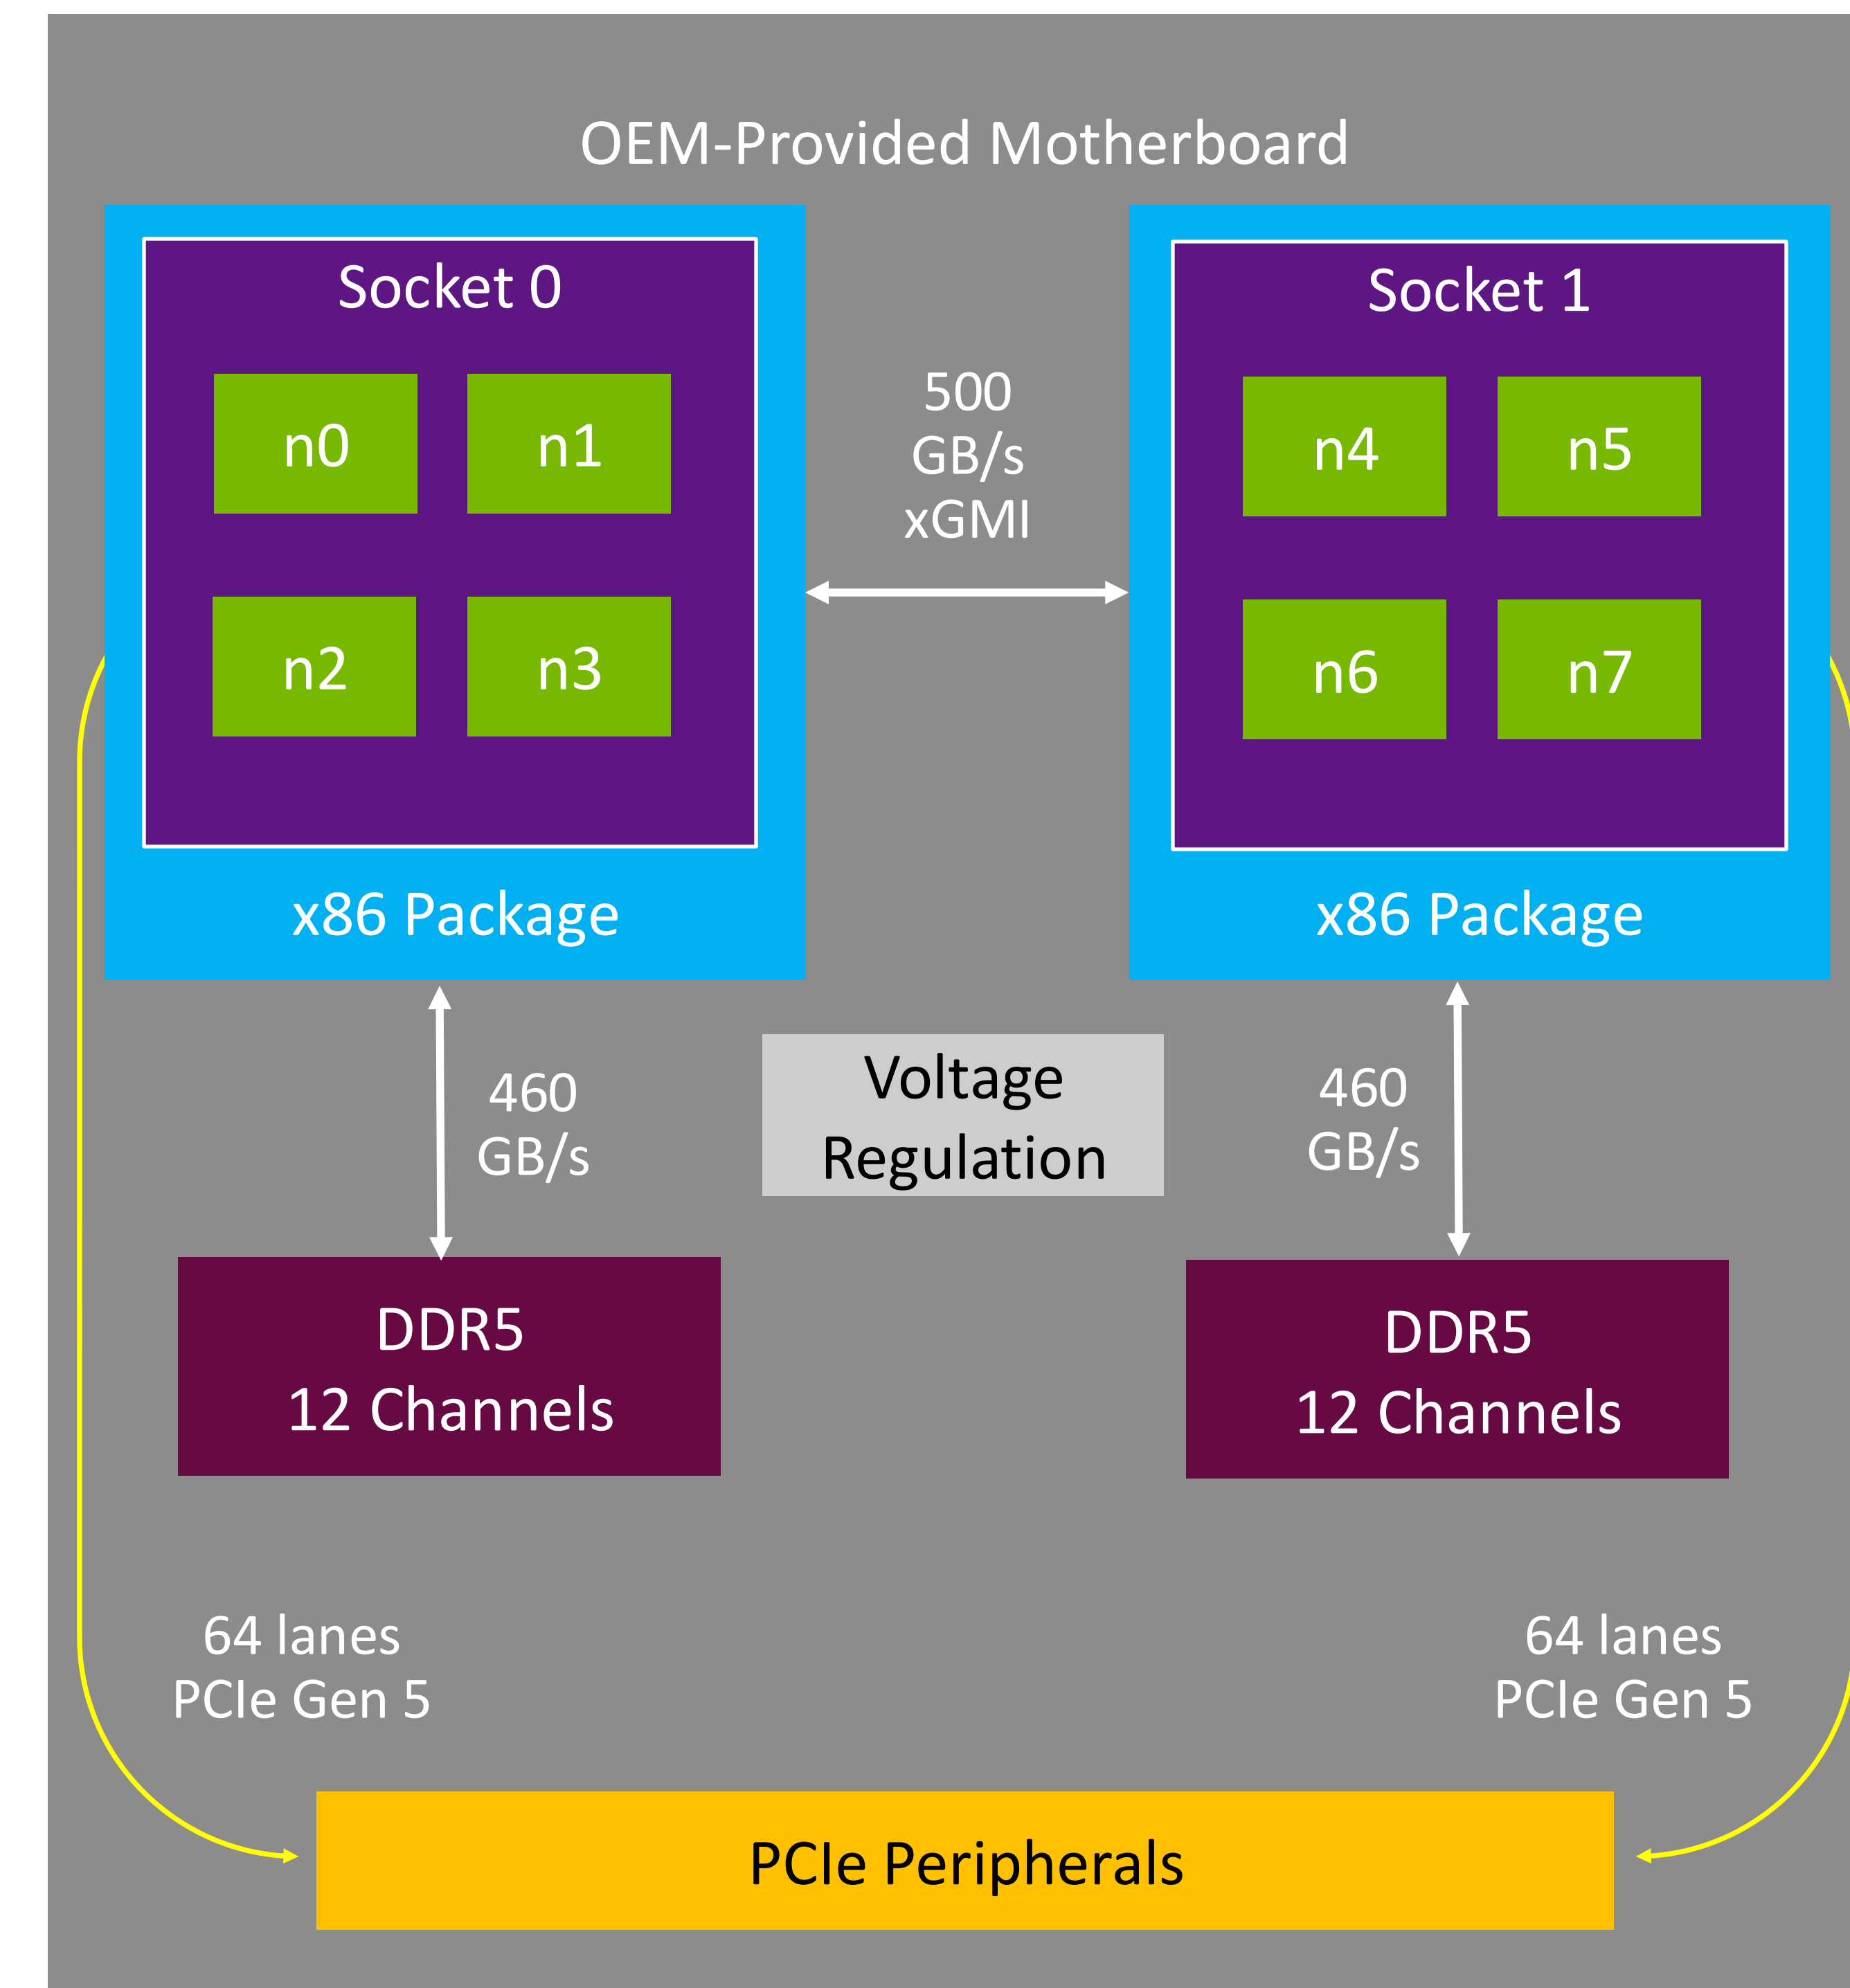 OEM-Provided Motherboard
Socket 0
n0
n1
n2
n3
x86 Package
500
GB/s
xGMI
Socket 1
n4
n5
n6
n7
x86 Package
460
GB/s
Voltage
Regulation
460
GB/s
DDR5
12 Channels
DDR5
12 Channels
64 lanes
PCIe Gen 5
64 lanes
PCIe Gen 5
PCIe Peripherals